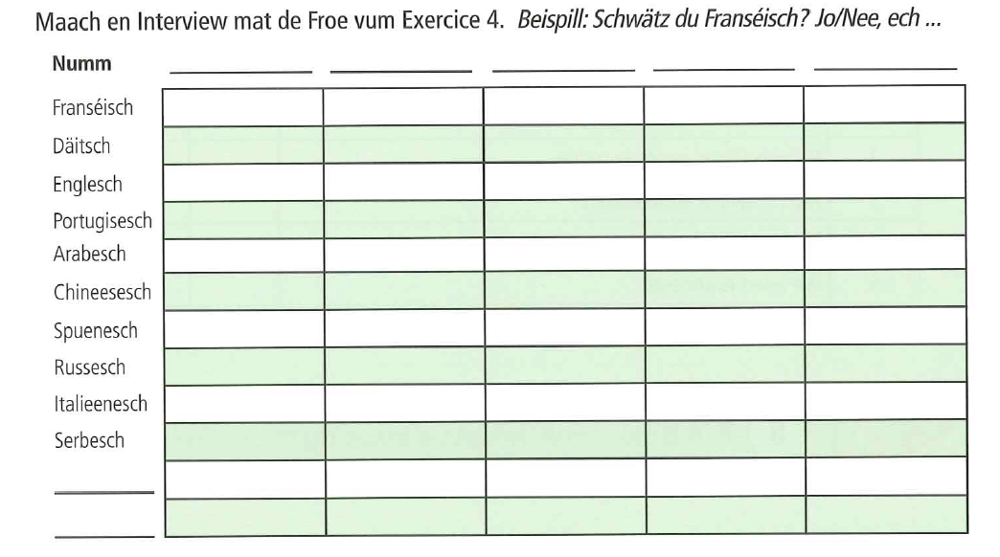 Maach en Interview mat de Froe vum Exercice 4. Beispill: Schwätz du Franséisch? Jo/Nee, ech ...
Numm
Franséisch
Däitsch
Englesch
Portugisesch
Arabesch
Chineesesch
Spuenesch
Russesch
Italieenesch
Serbesch